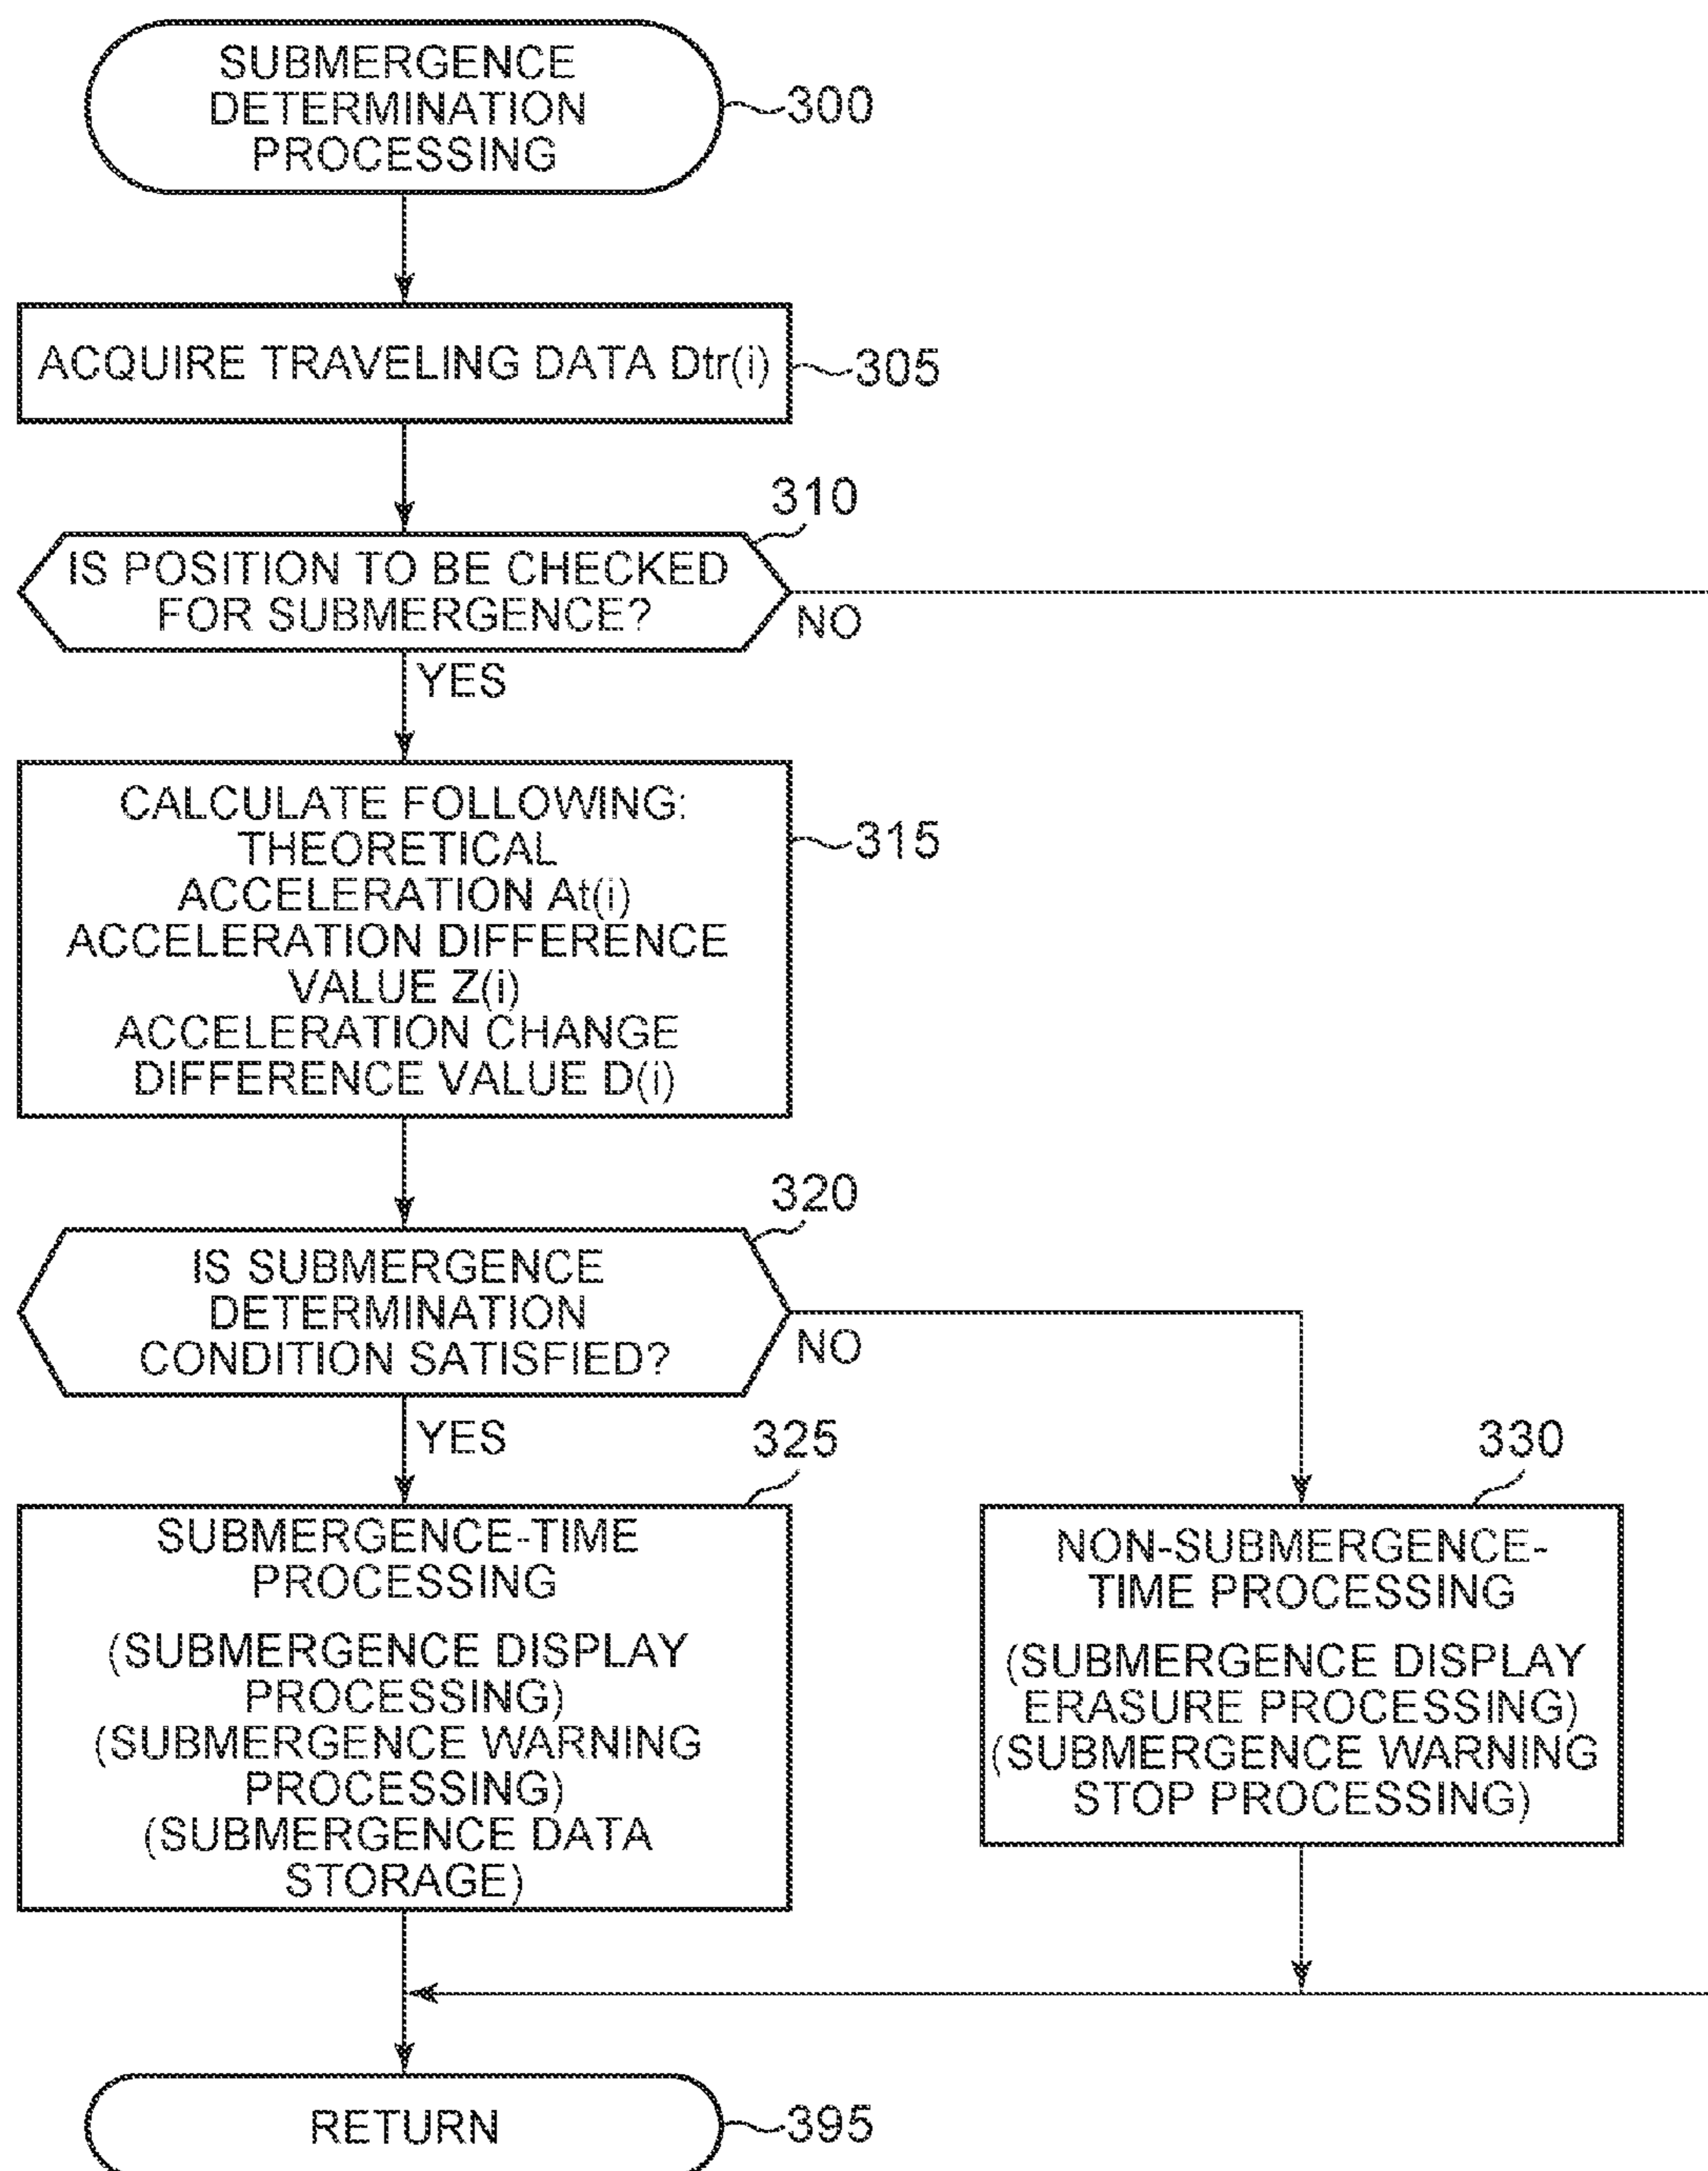 SUBMERGENCE
DETERMINATION
PROCESSING
300
ACQUIRE TRAVELING DATA Dtr(i)
305
310
IS POSITION TO BE CHECKED
FOR SUBMERGENCE?
NO
YES
CALCULATE FOLLOWING:
THEORETICAL
ACCELERATION At(i)
ACCELERATION DIFFERENCE
VALUE Z(i)
ACCELERATION CHANGE
DIFFERENCE VALUE D(i)
315
320
IS SUBMERGENCE
DETERMINATION
CONDITION SATISFIED?
NO
YES
325
SUBMERGENCE-TIME
PROCESSING
(SUBMERGENCE DISPLAY
PROCESSING)
(SUBMERGENCE WARNING
PROCESSING)
(SUBMERGENCE DATA
STORAGE)
330
NON-SUBMERGENCE-
TIME PROCESSING
(SUBMERGENCE DISPLAY
ERASURE PROCESSING)
(SUBMERGENCE WARNING
STOP PROCESSING)
RETURN
395